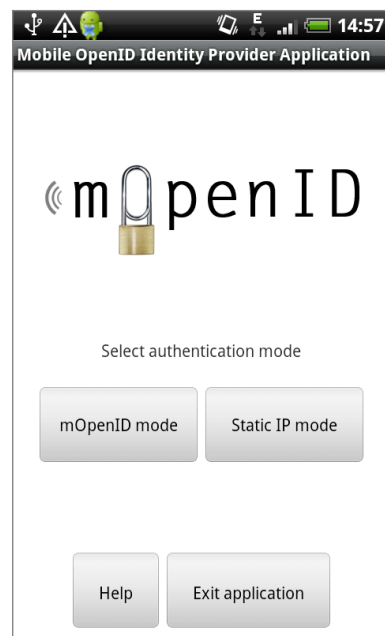 E 14:57
Mobile OpenID Identity Provider Application
mOpenID
Select authentication mode
mOpenID mode Static IP mode
Help Exit application